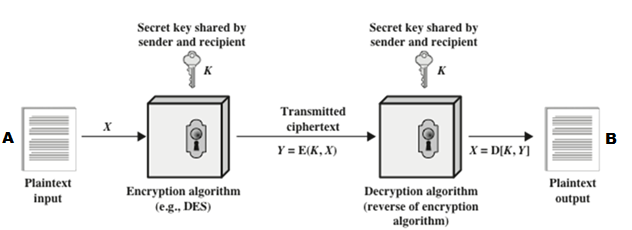 Secret key shared by
sender and recipient
K
Secret key shared by
sender and recipient
K
A
X
Transmitted
ciphertext
Y = E(K, X)
X = D[K, Y]
B
Plaintext
input
Encryption algorithm
(e.g., DES)
Decryption algorithm
(reverse of encryption
algorithm)
Plaintext
output